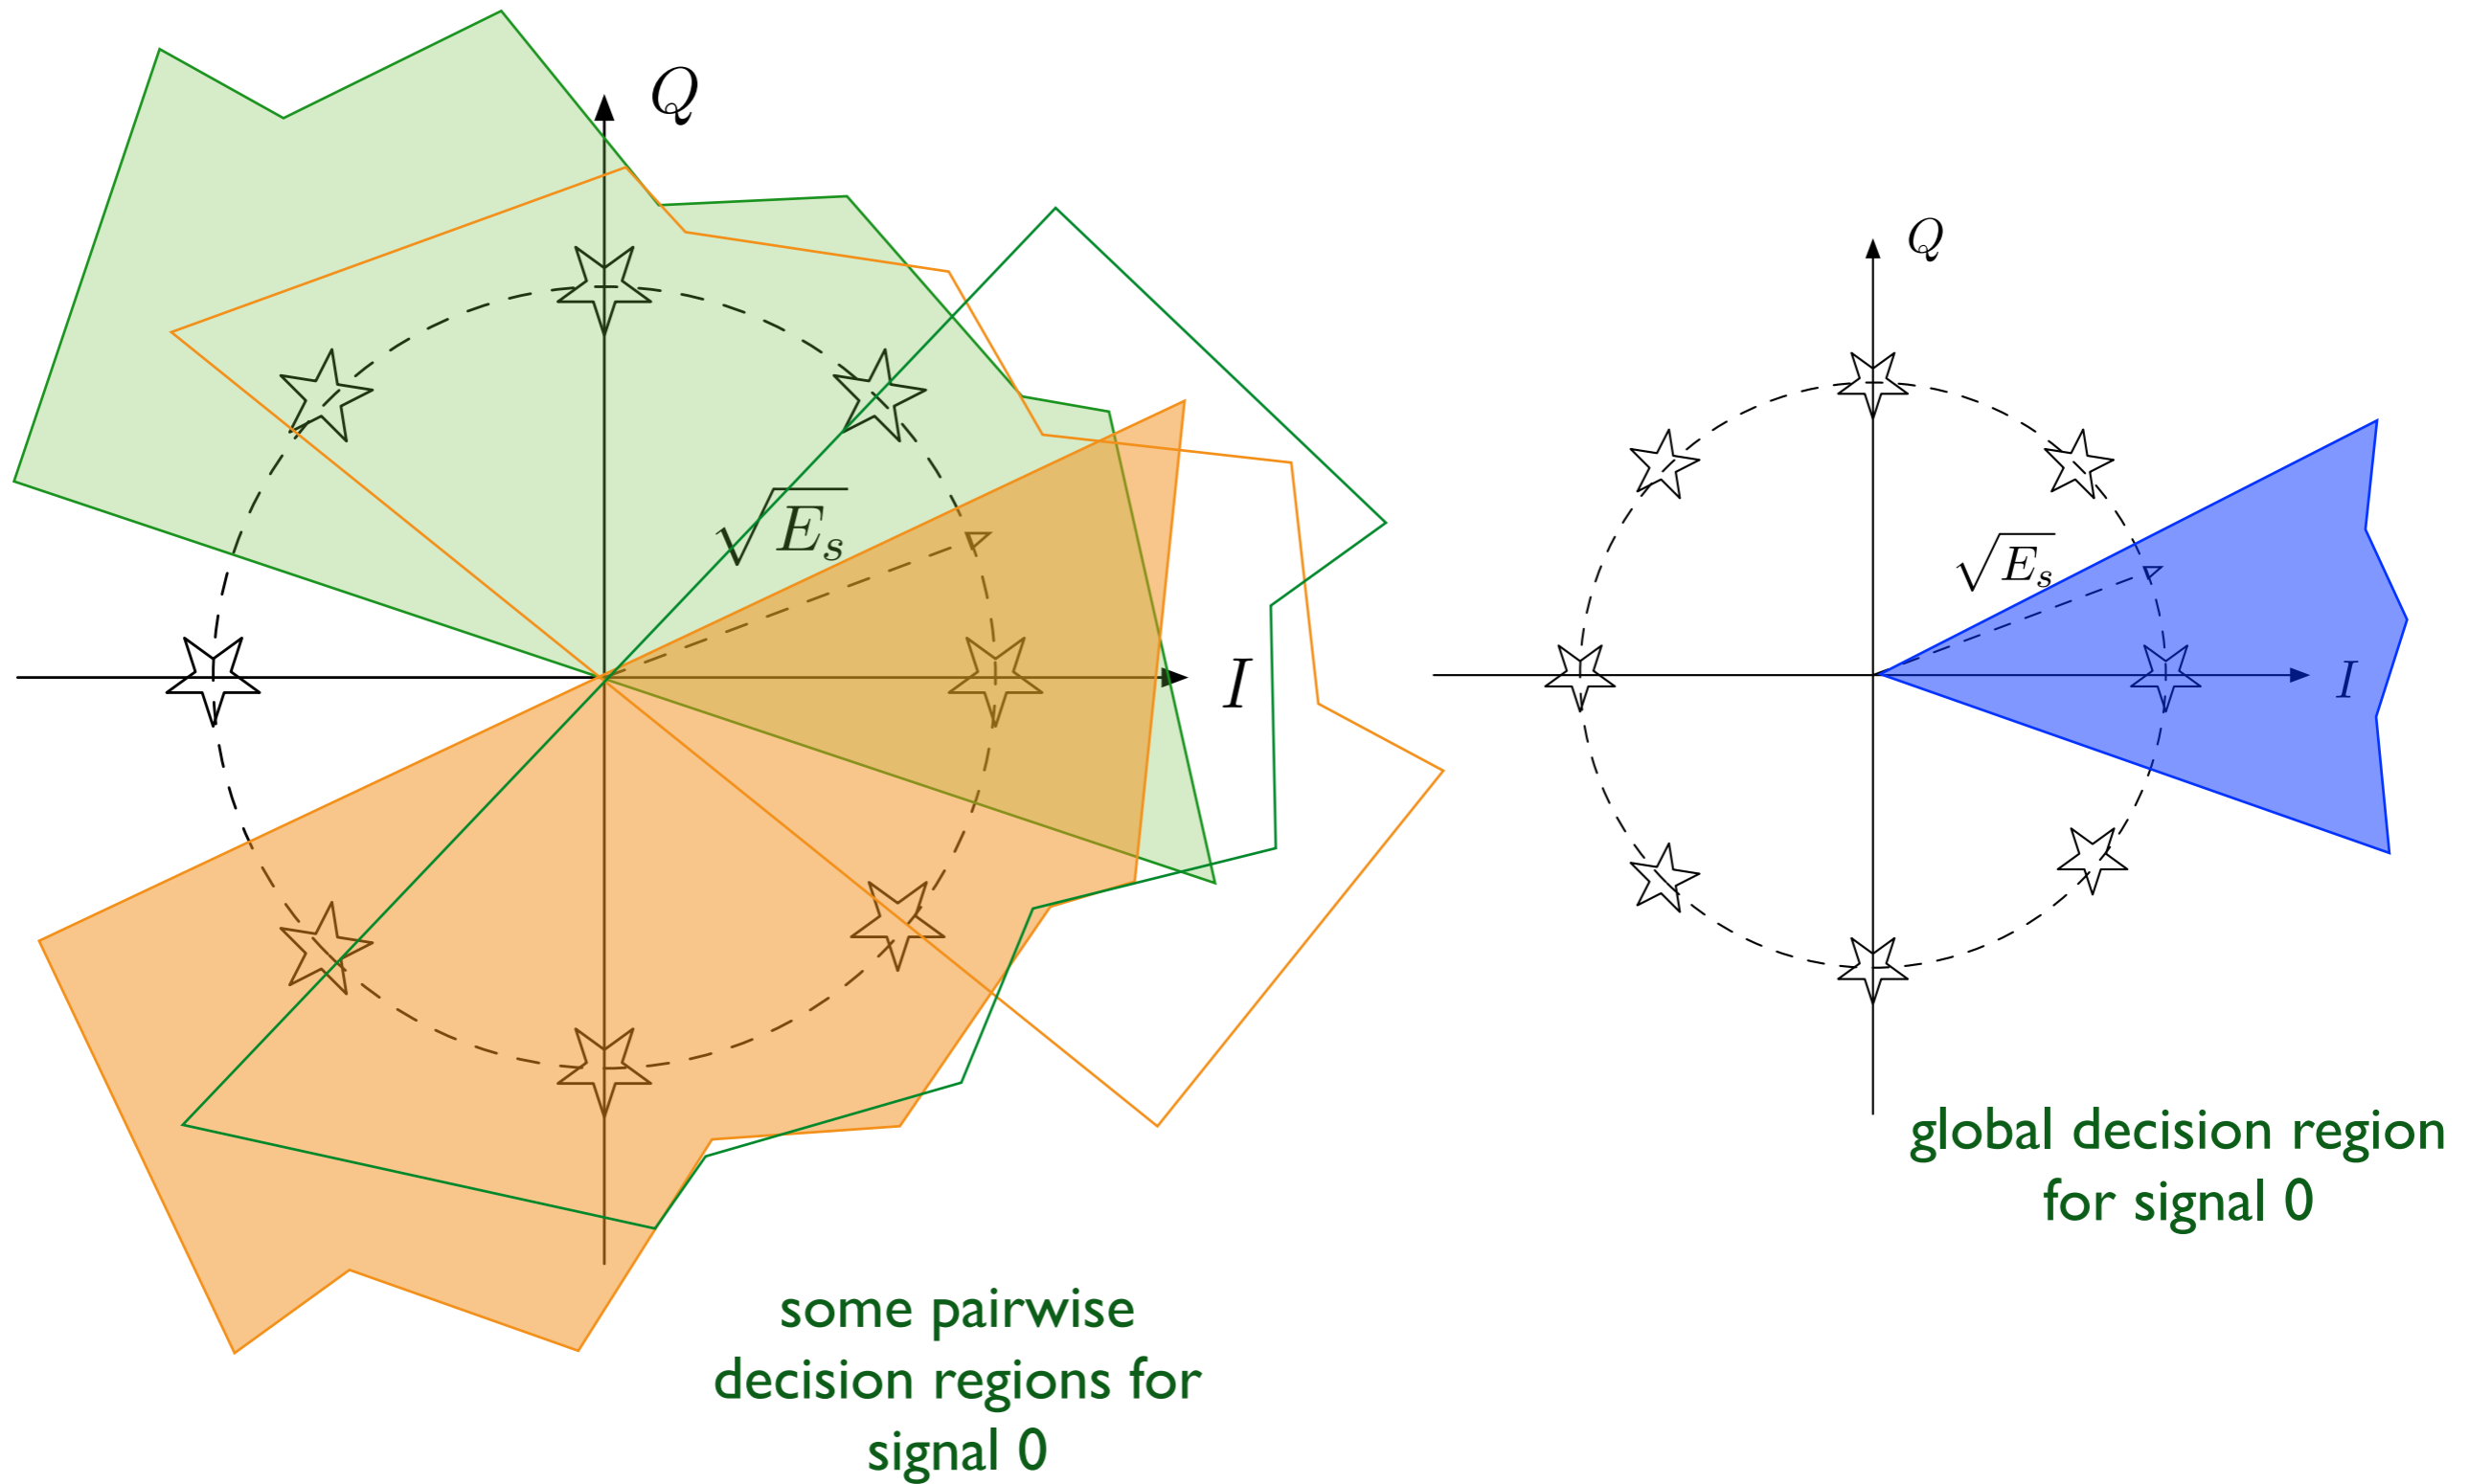 Q
√E_s
I
some pairwise
decision regions for
signal 0
Q
√E_s
I
global decision region
for signal 0